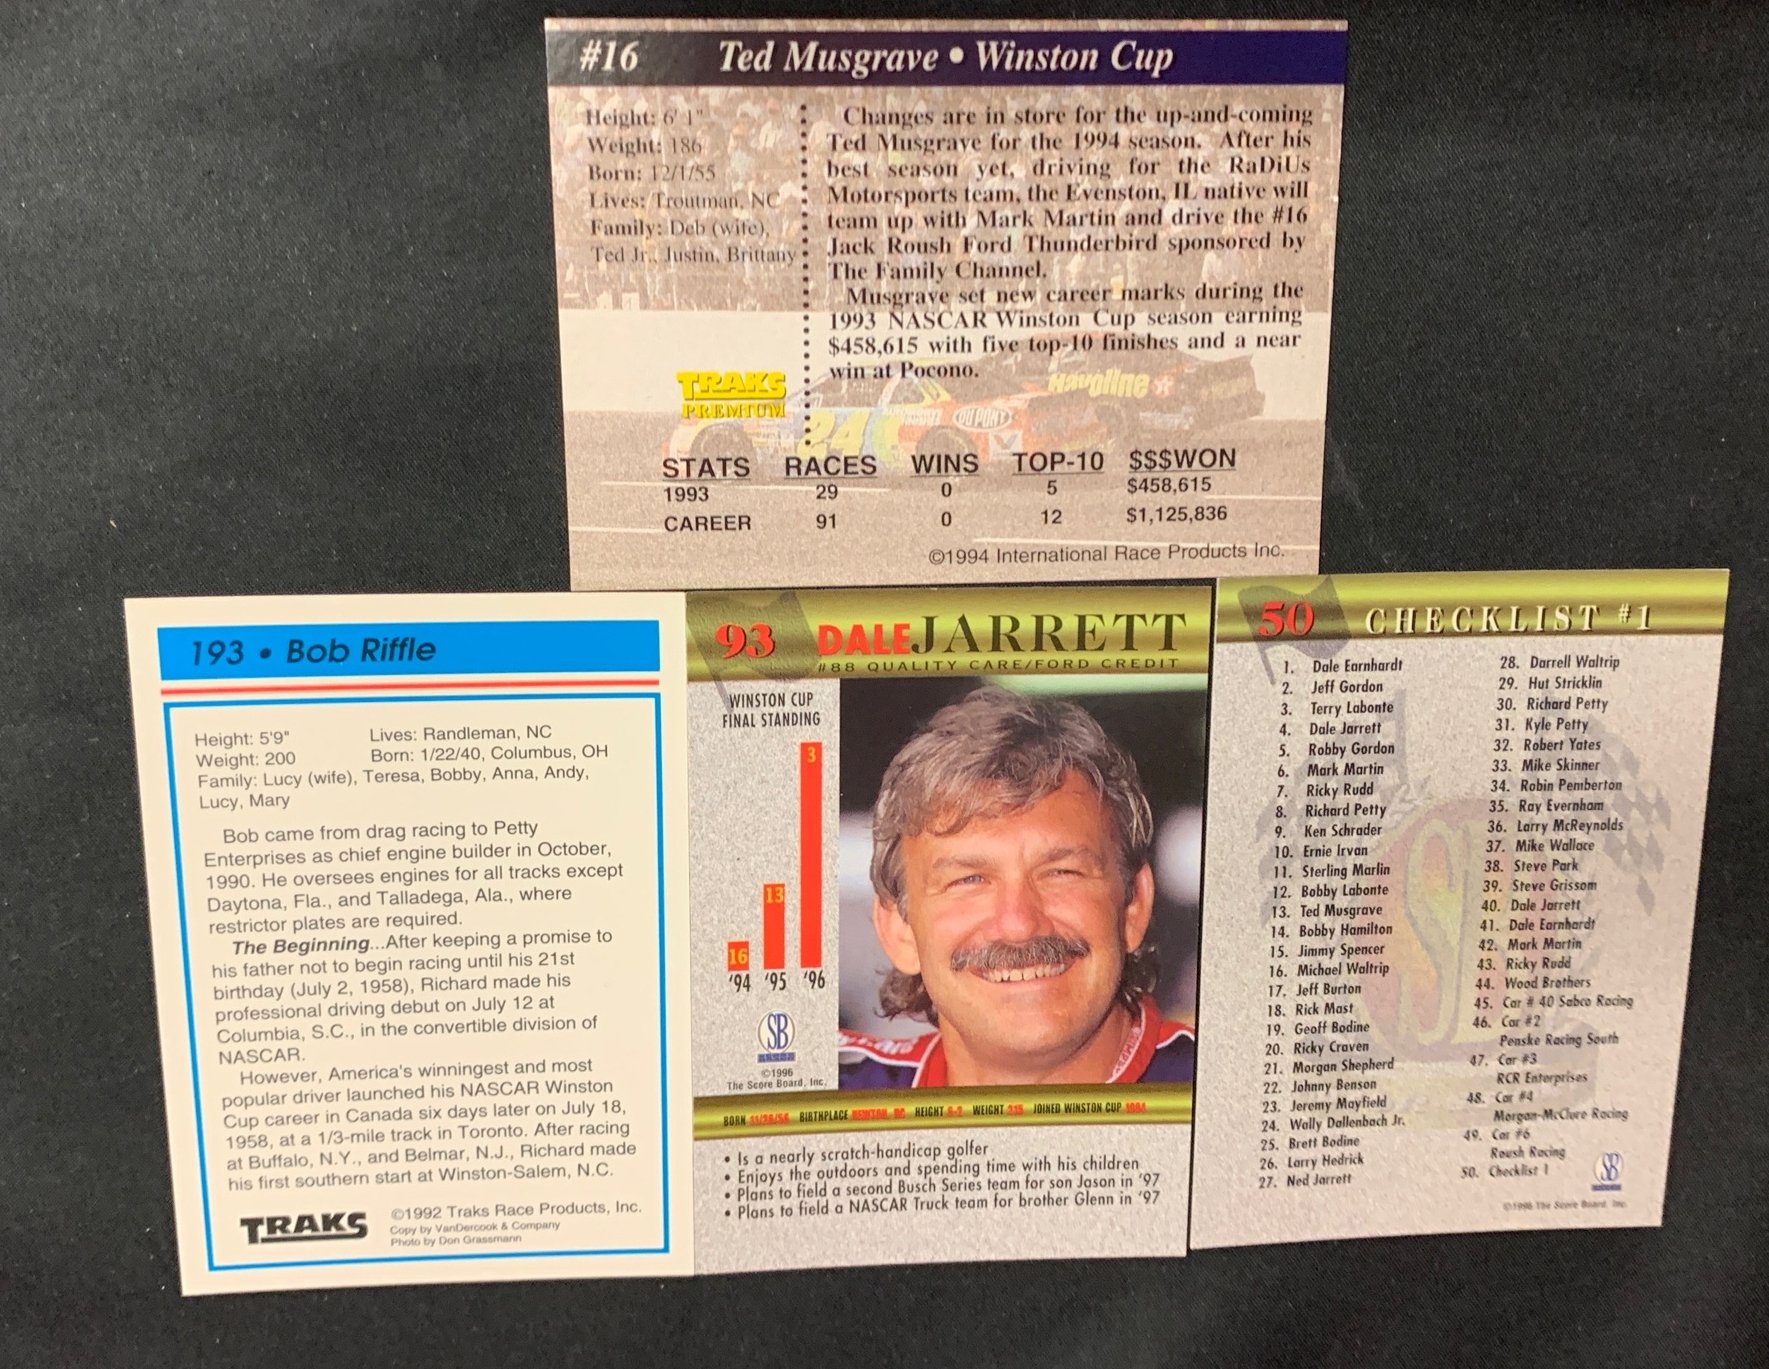 #16 Ted Musgrave • Winston Cup
Height: 6' 1"
Weight: 186
Born: 12/1/55
Lives: Troutman, NC
Family: Deb (wife),
Ted Jr., Justin, Brittany
Changes are in store for the up-and-coming
Ted Musgrave for the 1994 season. After his
best season yet, driving for the RaDiUs
Motorsports team, the Evenston, IL native will
team up with Mark Martin and drive the #16
Jack Roush Ford Thunderbird sponsored by
The Family Channel.
Musgrave set new career marks during the
1993 NASCAR Winston Cup season earning
$458,615 with five top-10 finishes and a near
win at Pocono.
TRAKS
PREMIUM
24
DU PONT
Havoline
STATS RACES WINS TOP-10 $$$WON
1993 29 0 5 $458,615
CAREER 91 0 12 $1,125,836
©1994 International Race Products Inc.
193 • Bob Riffle
Height: 5'9" Lives: Randleman, NC
Weight: 200 Born: 1/22/40, Columbus, OH
Family: Lucy (wife), Teresa, Bobby, Anna, Andy,
Lucy, Mary
Bob came from drag racing to Petty
Enterprises as chief engine builder in October,
1990. He oversees engines for all tracks except
Daytona, Fla., and Talladega, Ala., where
restrictor plates are required.
The Beginning...After keeping a promise to
his father not to begin racing until his 21st
birthday (July 2, 1958), Richard made his
professional driving debut on July 12 at
Columbia, S.C., in the convertible division of
NASCAR.
However, America's winningest and most
popular driver launched his NASCAR Winston
Cup career in Canada six days later on July 18,
1958, at a 1/3-mile track in Toronto. After racing
at Buffalo, N.Y., and Belmar, N.J., Richard made
his first southern start at Winston-Salem, N.C.
TRAKS
©1992 Traks Race Products, Inc.
Copy by VanDercook & Company
Photo by Don Grassmann
93 DALE JARRETT
#88 QUALITY CARE/FORD CREDIT
WINSTON CUP
FINAL STANDING
3
13
16
'94 '95 '96
SB
©1996
The Score Board, Inc.
BORN 11/26/56 BIRTHPLACE NEWTON, NC HEIGHT 6-2 WEIGHT 215 JOINED WINSTON CUP 1984
• Is a nearly scratch-handicap golfer
• Enjoys the outdoors and spending time with his children
• Plans to field a second Busch Series team for son Jason in '97
• Plans to field a NASCAR Truck team for brother Glenn in '97
50 CHECKLIST #1
1. Dale Earnhardt
2. Jeff Gordon
3. Terry Labonte
4. Dale Jarrett
5. Robby Gordon
6. Mark Martin
7. Ricky Rudd
8. Richard Petty
9. Ken Schrader
10. Ernie Irvan
11. Sterling Marlin
12. Bobby Labonte
13. Ted Musgrave
14. Bobby Hamilton
15. Jimmy Spencer
16. Michael Waltrip
17. Jeff Burton
18. Rick Mast
19. Geoff Bodine
20. Ricky Craven
21. Morgan Shepherd
22. Johnny Benson
23. Jeremy Mayfield
24. Wally Dallenbach Jr.
25. Brett Bodine
26. Larry Hedrick
27. Ned Jarrett
28. Darrell Waltrip
29. Hut Stricklin
30. Richard Petty
31. Kyle Petty
32. Robert Yates
33. Mike Skinner
34. Robin Pemberton
35. Ray Evernham
36. Larry McReynolds
37. Mike Wallace
38. Steve Park
39. Steve Grissom
40. Dale Jarrett
41. Dale Earnhardt
42. Mark Martin
43. Ricky Rudd
44. Wood Brothers
45. Car # 40 Sabco Racing
46. Car #2
Penske Racing South
47. Car #3
RCR Enterprises
48. Car #4
Morgan-McClure Racing
49. Car #6
Roush Racing
50. Checklist 1
SB
©1996 The Score Board, Inc.